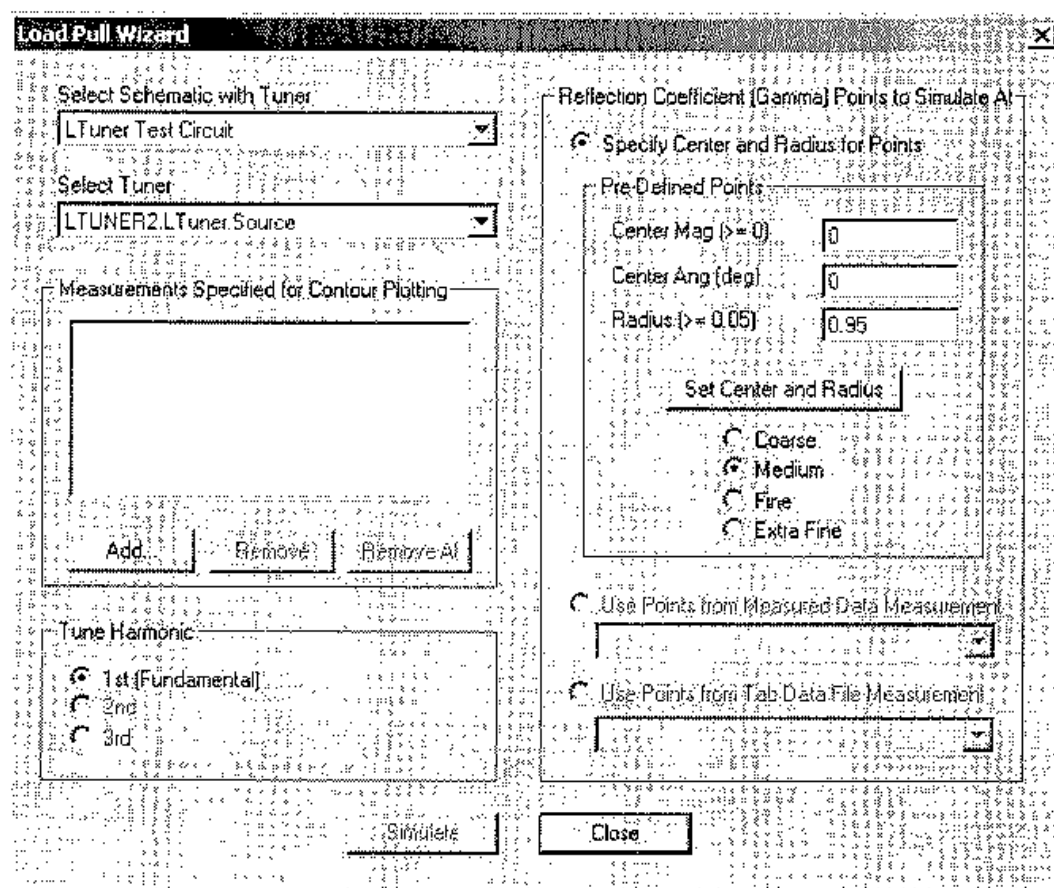 Load Pull Wizard
Select Schematic with Tuner
LTuner Test Circuit
Select Tuner
LTUNER2.LTuner.Source
Measurements Specified for Contour Plotting
Add...
Remove
Remove Al
Tune Harmonic
1st (Fundamental)
2nd
3rd
Reflection Coefficient (Gamma) Points to Simulate At
Specify Center and Radius for Points
Pre-Defined Points
Center Mag (>= 0) 0
Center Ang (deg) 0
Radius (>= 0.05) 0.95
Set Center and Radius
Coarse
Medium
Fine
Extra Fine
Use Points from Measured Data Measurement
Use Points from Tab Data File Measurement
Simulate
Close